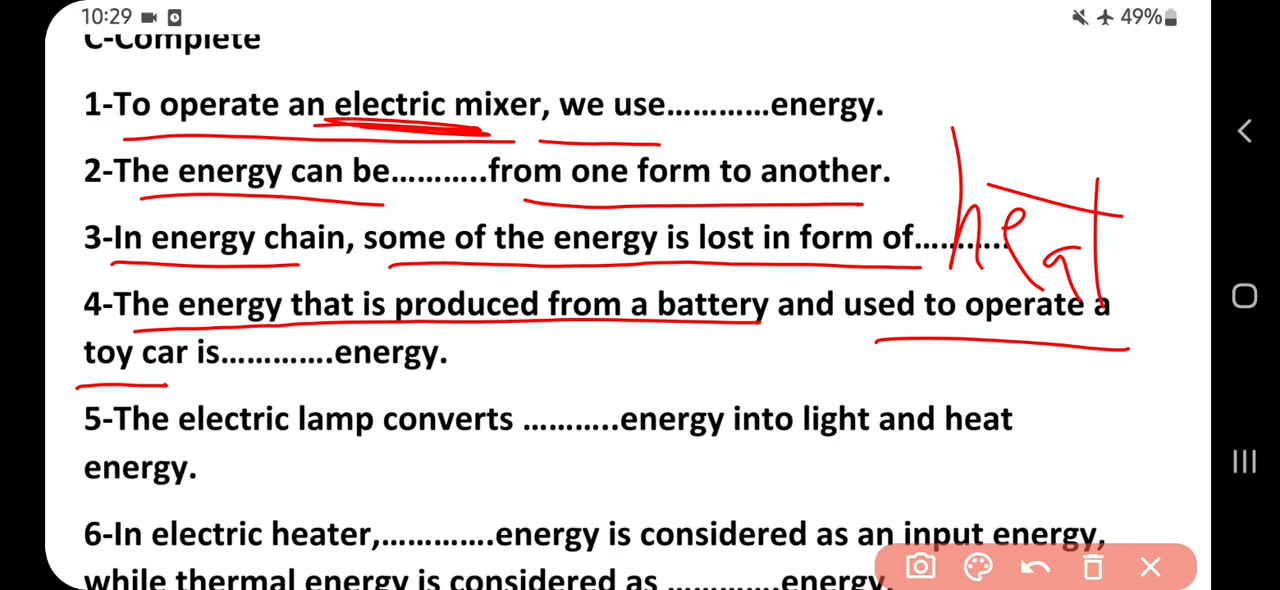 10:29
49%
C-Complete
1-To operate an electric mixer, we use............energy.
2-The energy can be...........from one form to another.
3-In energy chain, some of the energy is lost in form of...........
heat
4-The energy that is produced from a battery and used to operate a
toy car is.............energy.
5-The electric lamp converts ...........energy into light and heat
energy.
6-In electric heater,.............energy is considered as an input energy,
while thermal energy is considered as .............energy.